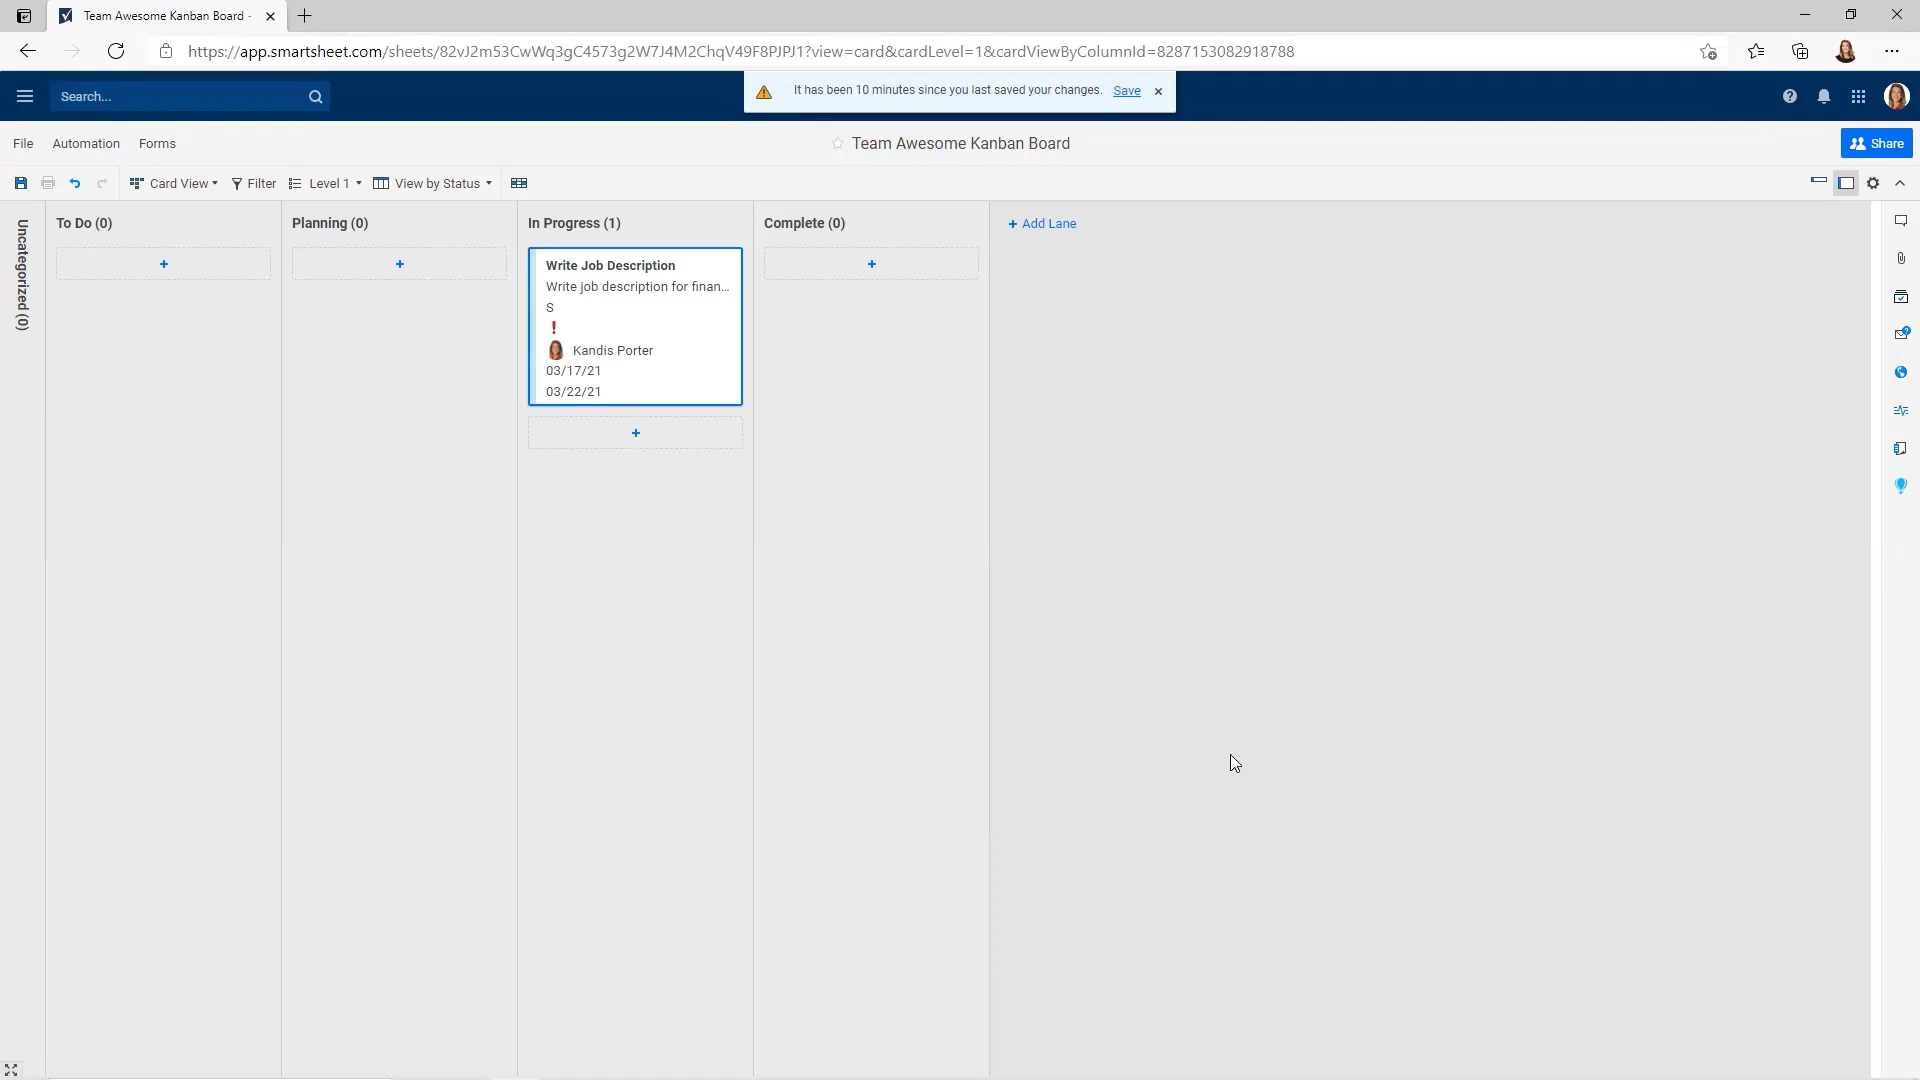 Team Awesome Kanban Board -
https://app.smartsheet.com/sheets/82vJ2m53CwWq3gC4573g2W7J4M2ChqV49F8PJPJ1?view=card&cardLevel=1&cardViewByColumnId=8287153082918788
Search...
It has been 10 minutes since you last saved your changes. Save
File Automation Forms
Team Awesome Kanban Board
Share
Card View Filter Level 1 View by Status
Uncategorized (0)
To Do (0)
Planning (0)
In Progress (1)
Complete (0)
+ Add Lane
Write Job Description
Write job description for finan...
S
Kandis Porter
03/17/21
03/22/21